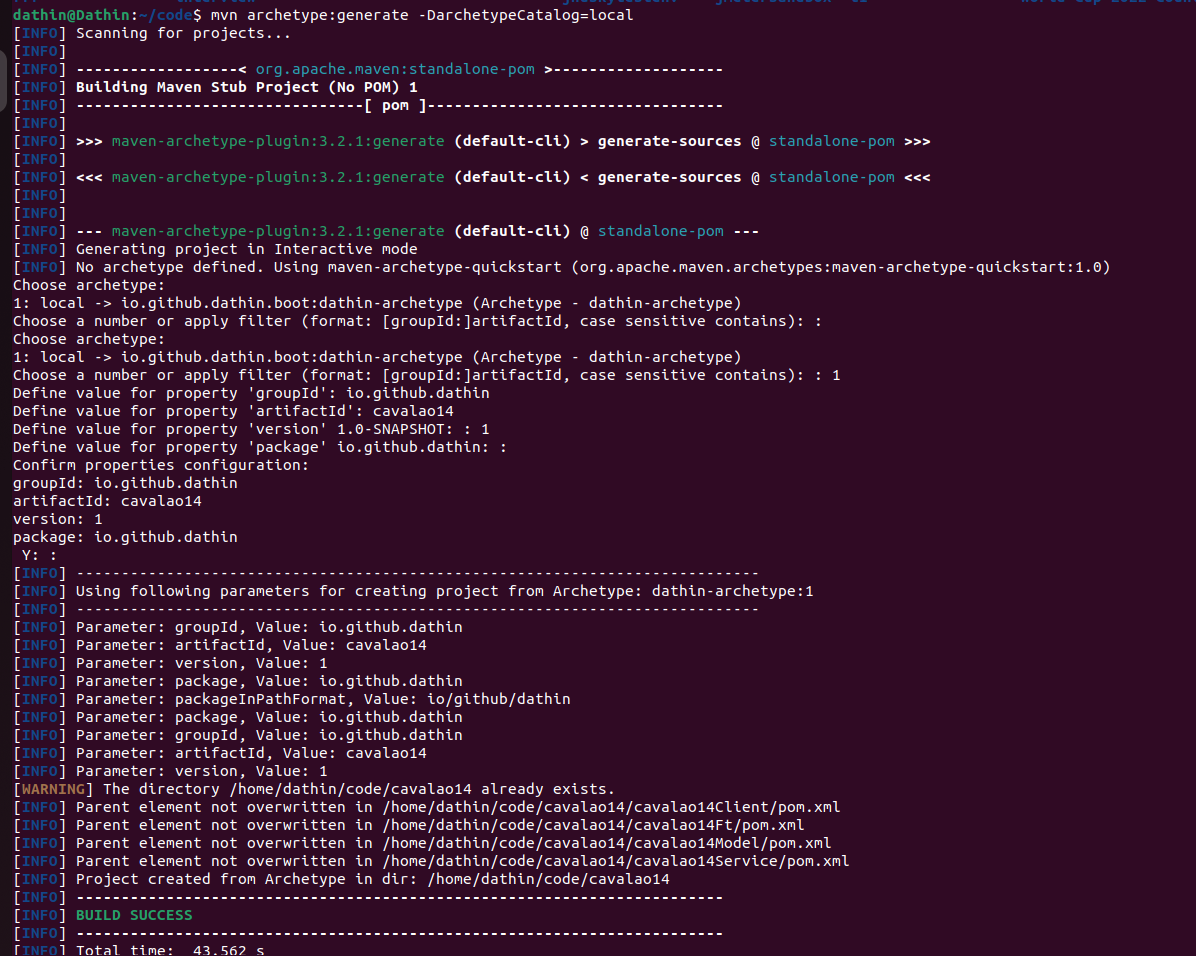 dathin@Dathin:~/code$ mvn archetype:generate -DarchetypeCatalog=local
[INFO] Scanning for projects...
[INFO]
[INFO] ------------------< org.apache.maven:standalone-pom >-------------------
[INFO] Building Maven Stub Project (No POM) 1
[INFO] --------------------------------[ pom ]---------------------------------
[INFO]
[INFO] >>> maven-archetype-plugin:3.2.1:generate (default-cli) > generate-sources @ standalone-pom >>>
[INFO]
[INFO] <<< maven-archetype-plugin:3.2.1:generate (default-cli) < generate-sources @ standalone-pom <<<
[INFO]
[INFO]
[INFO] --- maven-archetype-plugin:3.2.1:generate (default-cli) @ standalone-pom ---
[INFO] Generating project in Interactive mode
[INFO] No archetype defined. Using maven-archetype-quickstart (org.apache.maven.archetypes:maven-archetype-quickstart:1.0)
Choose archetype:
1: local -> io.github.dathin.boot:dathin-archetype (Archetype - dathin-archetype)
Choose a number or apply filter (format: [groupId:]artifactId, case sensitive contains): :
Choose archetype:
1: local -> io.github.dathin.boot:dathin-archetype (Archetype - dathin-archetype)
Choose a number or apply filter (format: [groupId:]artifactId, case sensitive contains): : 1
Define value for property 'groupId': io.github.dathin
Define value for property 'artifactId': cavalao14
Define value for property 'version' 1.0-SNAPSHOT: : 1
Define value for property 'package' io.github.dathin: :
Confirm properties configuration:
groupId: io.github.dathin
artifactId: cavalao14
version: 1
package: io.github.dathin
 Y: :
[INFO] ----------------------------------------------------------------------------
[INFO] Using following parameters for creating project from Archetype: dathin-archetype:1
[INFO] ----------------------------------------------------------------------------
[INFO] Parameter: groupId, Value: io.github.dathin
[INFO] Parameter: artifactId, Value: cavalao14
[INFO] Parameter: version, Value: 1
[INFO] Parameter: package, Value: io.github.dathin
[INFO] Parameter: packageInPathFormat, Value: io/github/dathin
[INFO] Parameter: package, Value: io.github.dathin
[INFO] Parameter: groupId, Value: io.github.dathin
[INFO] Parameter: artifactId, Value: cavalao14
[INFO] Parameter: version, Value: 1
[WARNING] The directory /home/dathin/code/cavalao14 already exists.
[INFO] Parent element not overwritten in /home/dathin/code/cavalao14/cavalao14Client/pom.xml
[INFO] Parent element not overwritten in /home/dathin/code/cavalao14/cavalao14Ft/pom.xml
[INFO] Parent element not overwritten in /home/dathin/code/cavalao14/cavalao14Model/pom.xml
[INFO] Parent element not overwritten in /home/dathin/code/cavalao14/cavalao14Service/pom.xml
[INFO] Project created from Archetype in dir: /home/dathin/code/cavalao14
[INFO] ------------------------------------------------------------------------
[INFO] BUILD SUCCESS
[INFO] ------------------------------------------------------------------------
[INFO] Total time:  43.562 s